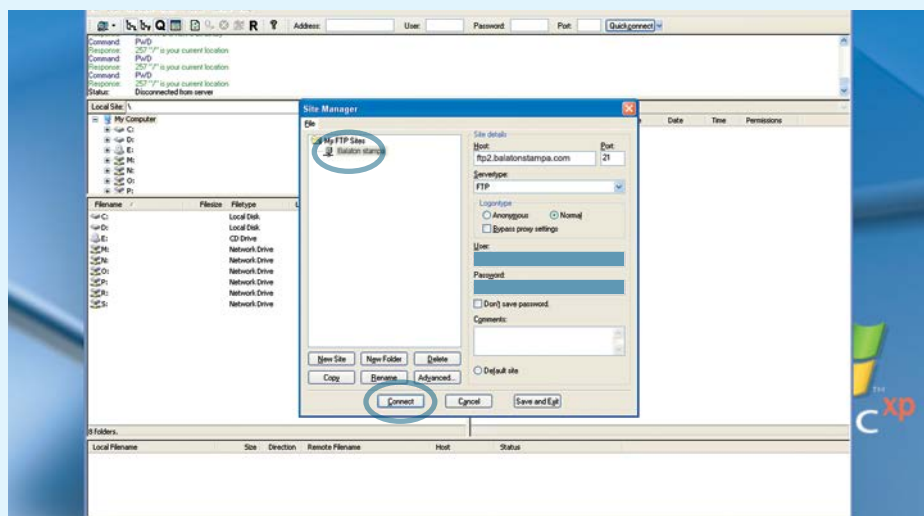 R ? Address: User: Password: Port: Quickconnect
Command: PWD
Response: 257 "/" is your current location
Command: PWD
Response: 257 "/" is your current location
Command: PWD
Response: 257 "/" is your current location
Status: Disconnected from server
Local Site: \
My Computer
C:
D:
E:
M:
N:
O:
P:
Filename / Filesize Filetype L
C: Local Disk
D: Local Disk
E: CD Drive
M: Network Drive
N: Network Drive
O: Network Drive
P: Network Drive
R: Network Drive
S: Network Drive
8 Folders.
Site Manager
File
My FTP Sites
Balaton stampa
New Site New Folder Delete
Copy Rename Advanced...
Site details
Host: Port:
ftp2.balatonstampa.com 21
Servertype:
FTP
Logontype
Anonymous Normal
Bypass proxy settings
User:
Password:
Don't save password
Comments:
Default site
Connect Cancel Save and Exit
Date Time Permissions
Local Filename Size Direction Remote Filename Host Status
TM
C xp